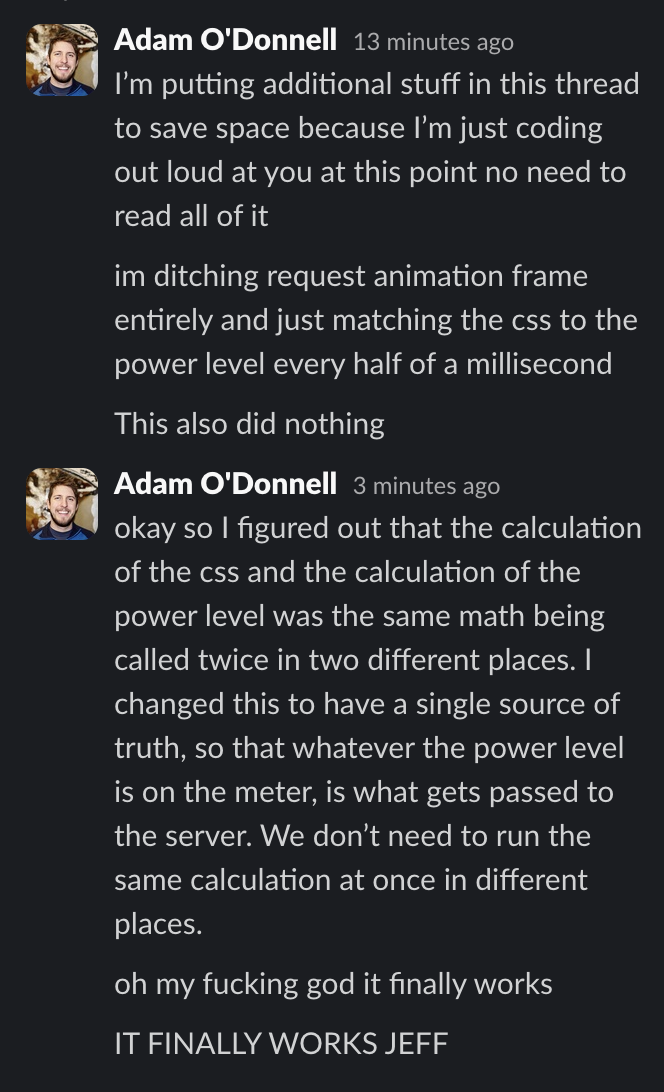 Adam O'Donnell 13 minutes ago
I’m putting additional stuff in this thread
to save space because I’m just coding
out loud at you at this point no need to
read all of it
im ditching request animation frame
entirely and just matching the css to the
power level every half of a millisecond
This also did nothing
Adam O'Donnell 3 minutes ago
okay so I figured out that the calculation
of the css and the calculation of the
power level was the same math being
called twice in two different places. I
changed this to have a single source of
truth, so that whatever the power level
is on the meter, is what gets passed to
the server. We don’t need to run the
same calculation at once in different
places.
oh my fucking god it finally works
IT FINALLY WORKS JEFF